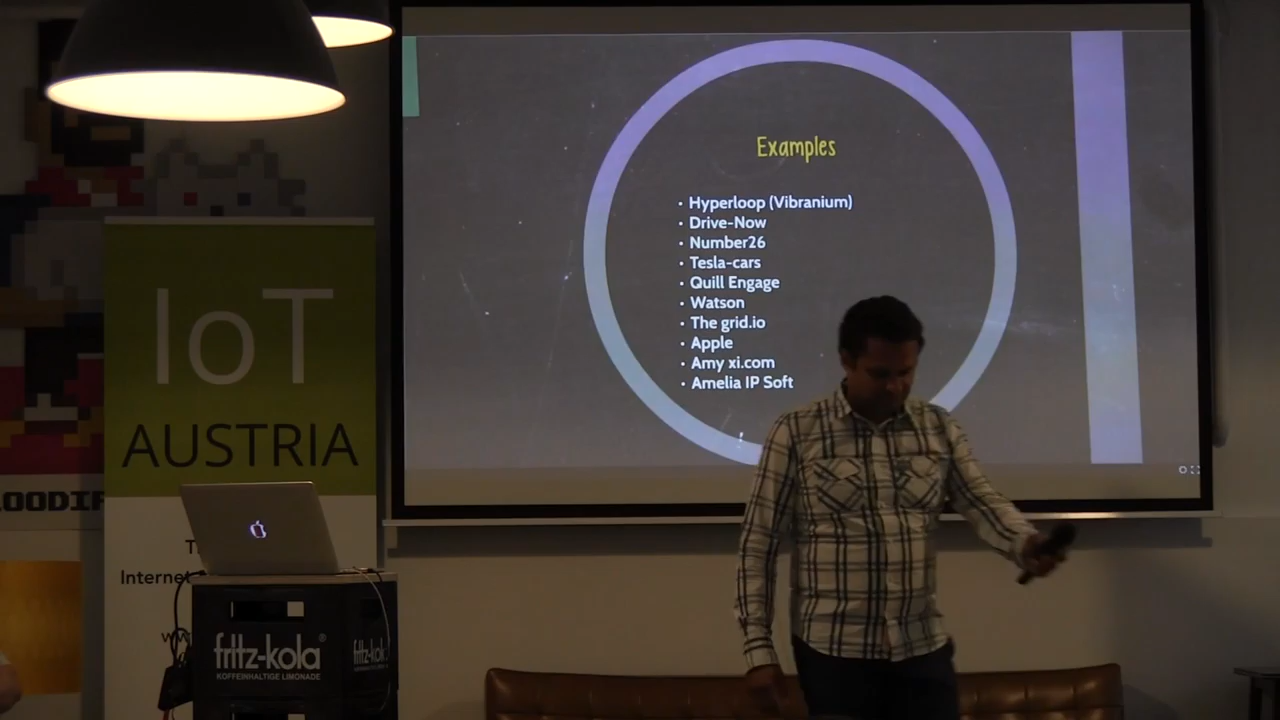 Examples
• Hyperloop (Vibranium)
• Drive-Now
• Number26
• Tesla-cars
• Quill Engage
• Watson
• The grid.io
• Apple
• Amy xi.com
• Amelia IP Soft
IoT
AUSTRIA
Internet
fritz-kola®
KOFFEINHALTIGE LIMONADE
fritz-kola